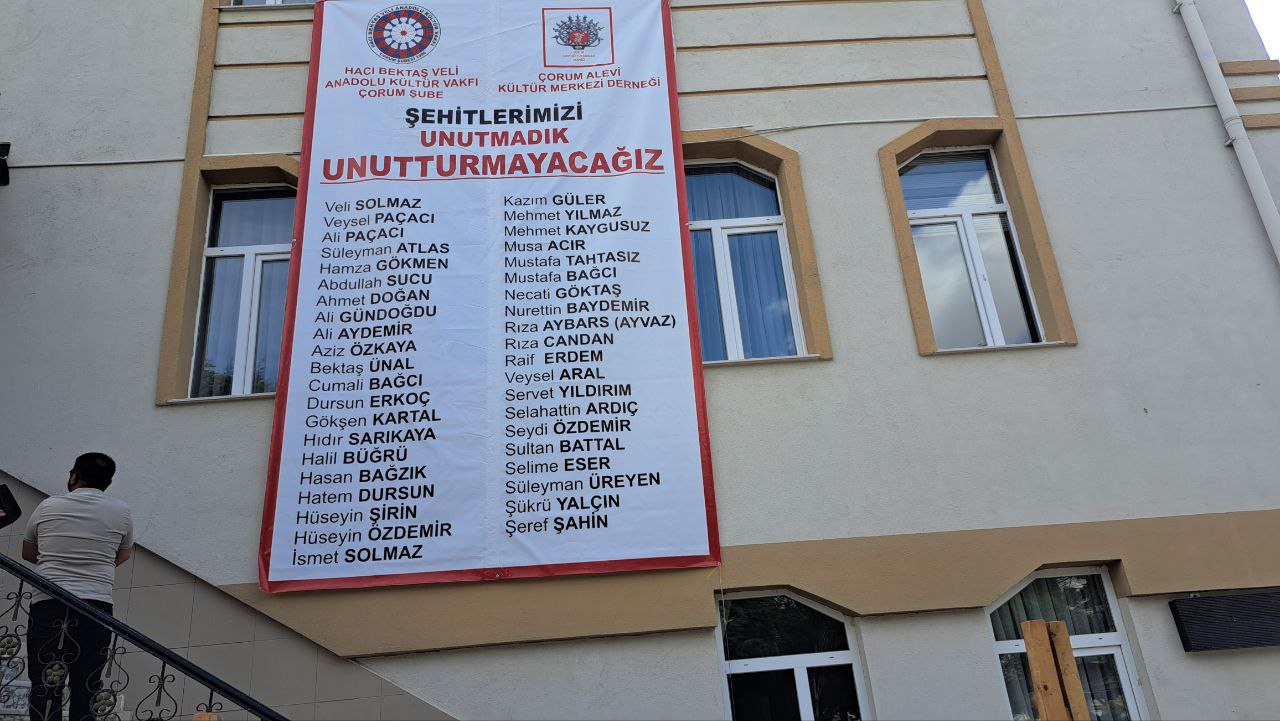 HACI BEKTAŞ VELİ
ANADOLU KÜLTÜR VAKFI
ÇORUM ŞUBE
ÇORUM ALEVİ
KÜLTÜR MERKEZİ DERNEĞİ
ŞEHİTLERİMİZİ
UNUTMADIK
UNUTTURMAYACAĞIZ
Veli SOLMAZ
Veysel PAÇACI
Ali PAÇACI
Süleyman ATLAS
Hamza GÖKMEN
Abdullah SUCU
Ahmet DOĞAN
Ali GÜNDOĞDU
Ali AYDEMİR
Aziz ÖZKAYA
Bektaş ÜNAL
Cumali BAĞCI
Dursun ERKOÇ
Gökşen KARTAL
Hıdır SARIKAYA
Halil BÜĞRÜ
Hasan BAĞZIK
Hatem DURSUN
Hüseyin ŞİRİN
Hüseyin ÖZDEMİR
İsmet SOLMAZ
Kazım GÜLER
Mehmet YILMAZ
Mehmet KAYGUSUZ
Musa ACIR
Mustafa TAHTASIZ
Mustafa BAĞCI
Necati GÖKTAŞ
Nurettin BAYDEMİR
Rıza AYBARS (AYVAZ)
Rıza CANDAN
Raif ERDEM
Veysel ARAL
Servet YILDIRIM
Selahattin ARDIÇ
Seydi ÖZDEMİR
Sultan BATTAL
Selime ESER
Süleyman ÜREYEN
Şükrü YALÇIN
Şeref ŞAHİN